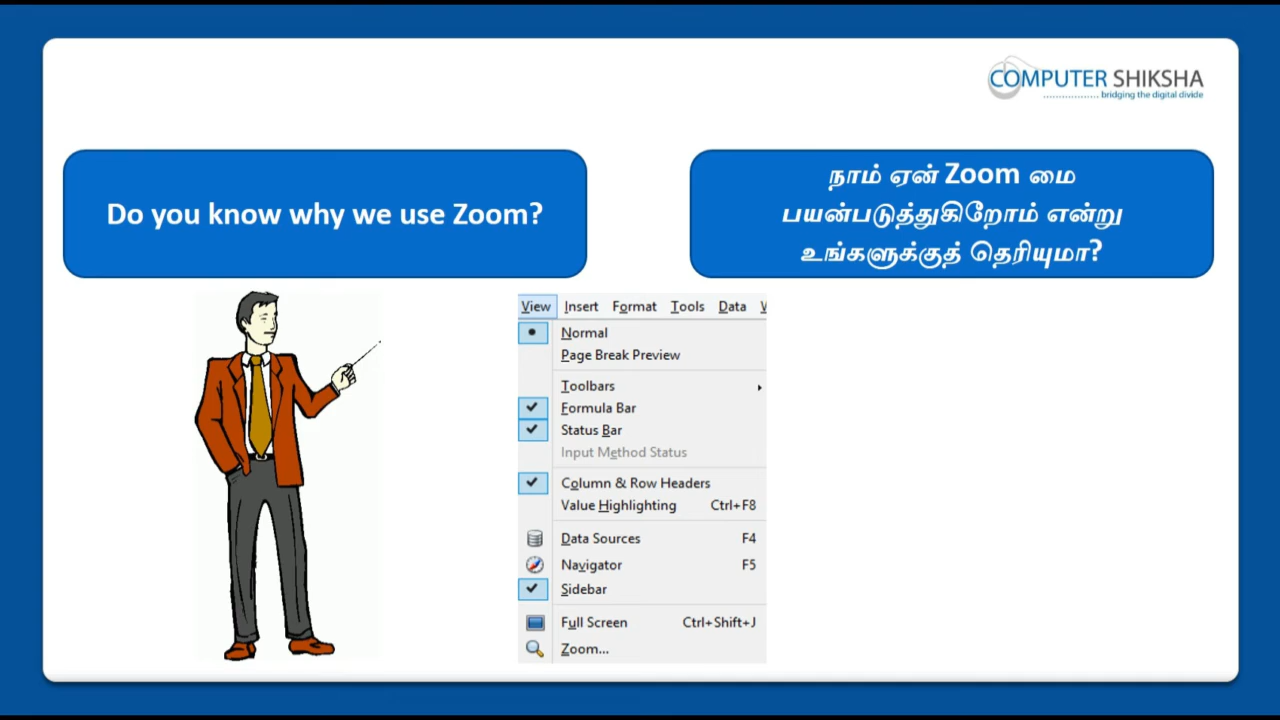 COMPUTER SHIKSHA
bridging the digital divide
Do you know why we use Zoom?
நாம் ஏன் Zoom மை
பயன்படுத்துகிறோம் என்று
உங்களுக்குத் தெரியுமா?
View Insert Format Tools Data
Normal
Page Break Preview
Toolbars
Formula Bar
Status Bar
Input Method Status
Column & Row Headers
Value Highlighting Ctrl+F8
Data Sources F4
Navigator F5
Sidebar
Full Screen Ctrl+Shift+J
Zoom...